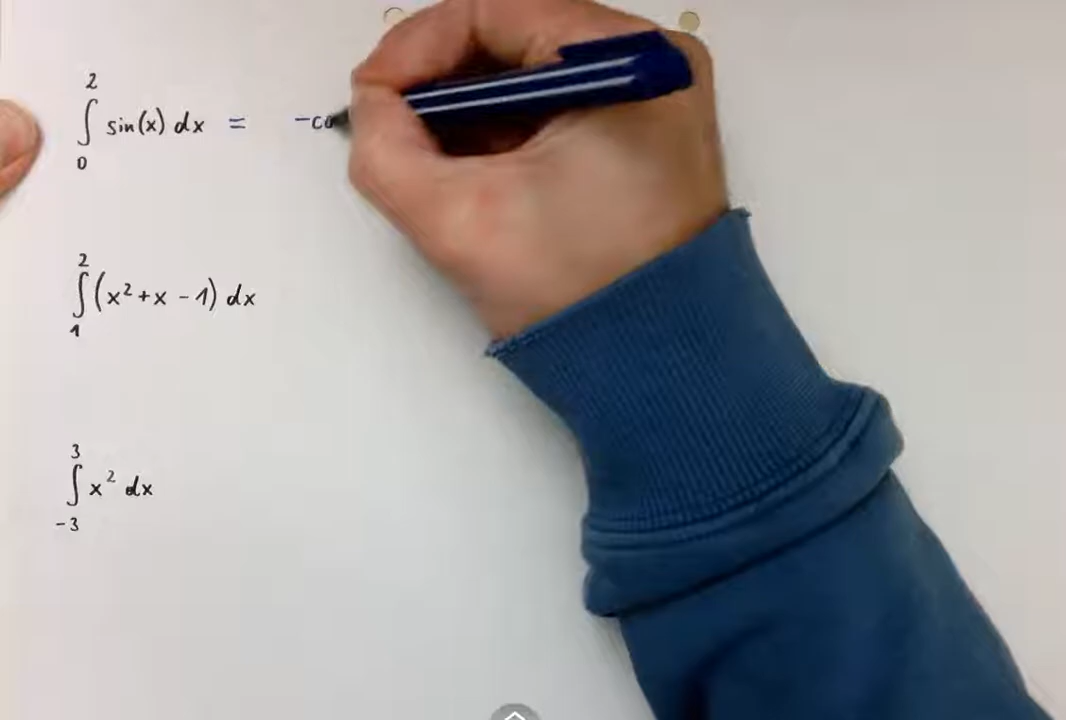 ∫₀² sin(x) dx = -co
∫₁² (x² + x - 1) dx
∫₋₃³ x² dx